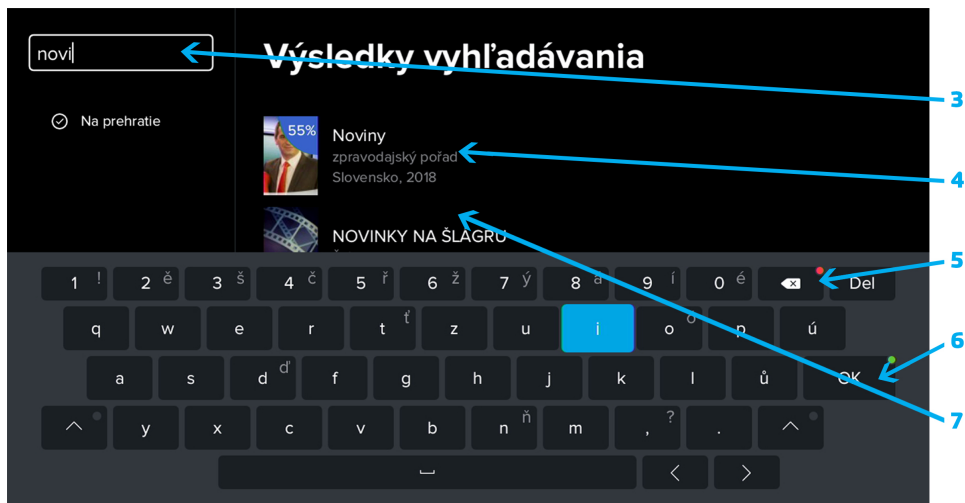 novi
Výsledky vyhľadávania
3
Na prehratie
55%
Noviny
zpravodajský pořad
Slovensko, 2018
4
NOVINKY NA ŠLAGRU
5
1 ! 2 ě 3 š 4 č 5 ř 6 ž 7 ý 8 á 9 í 0 é Del
q w e r t ť z u i o ó p ú
6
a s d ď f g h j k l ů OK
7
y x c v b n ň m , ? .
< >